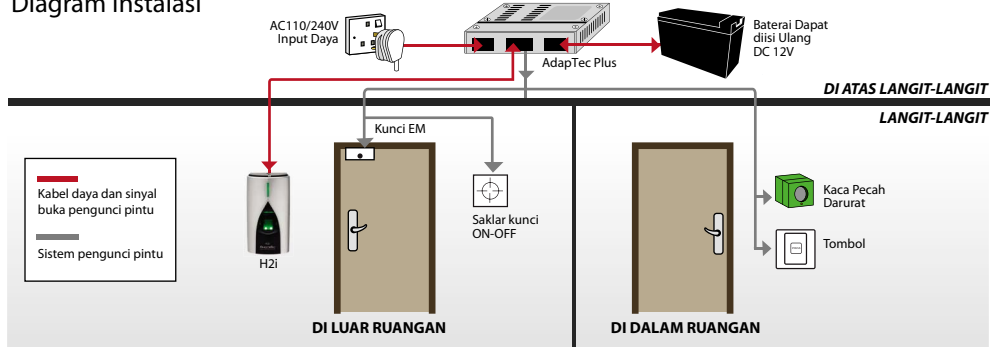 Diagram Instalasi
AC110/240V
Input Daya
AdapTec Plus
Baterai Dapat
diisi Ulang
DC 12V
DI ATAS LANGIT-LANGIT
LANGIT-LANGIT
Kunci EM
Kabel daya dan sinyal
buka pengunci pintu
Sistem pengunci pintu
H2i
Saklar kunci
ON-OFF
Kaca Pecah
Darurat
Tombol
DI LUAR RUANGAN
DI DALAM RUANGAN